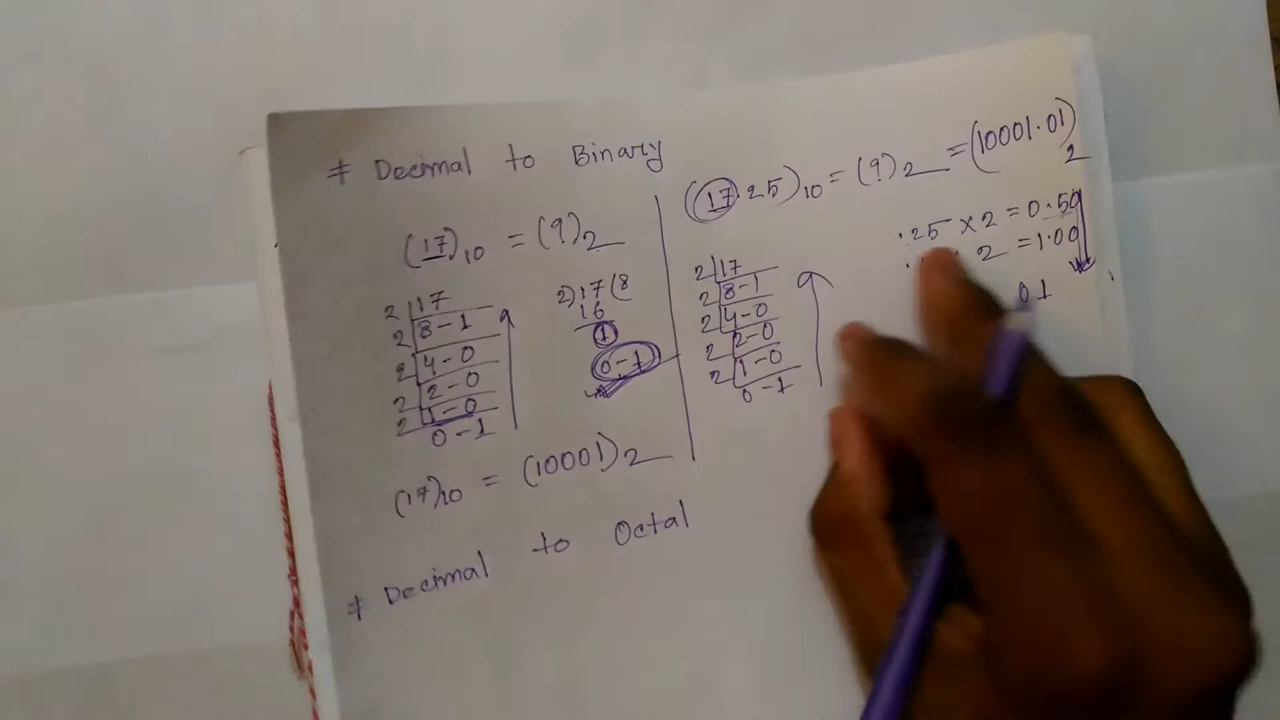 # Decimal to Binary
(17)10 = (?)2
2 | 17
2 | 8 - 1
2 | 4 - 0
2 | 2 - 0
2 | 1 - 0
0 - 1
2) 17 (8
16
1
0 - 1
(17)10 = (10001)2
(17.25)10 = (?)2 = (10001.01)2
2 | 17
2 | 8 - 1
2 | 4 - 0
2 | 2 - 0
2 | 1 - 0
0 - 1
.25 × 2 = 0.50
2 = 1.00
01
# Decimal to Octal